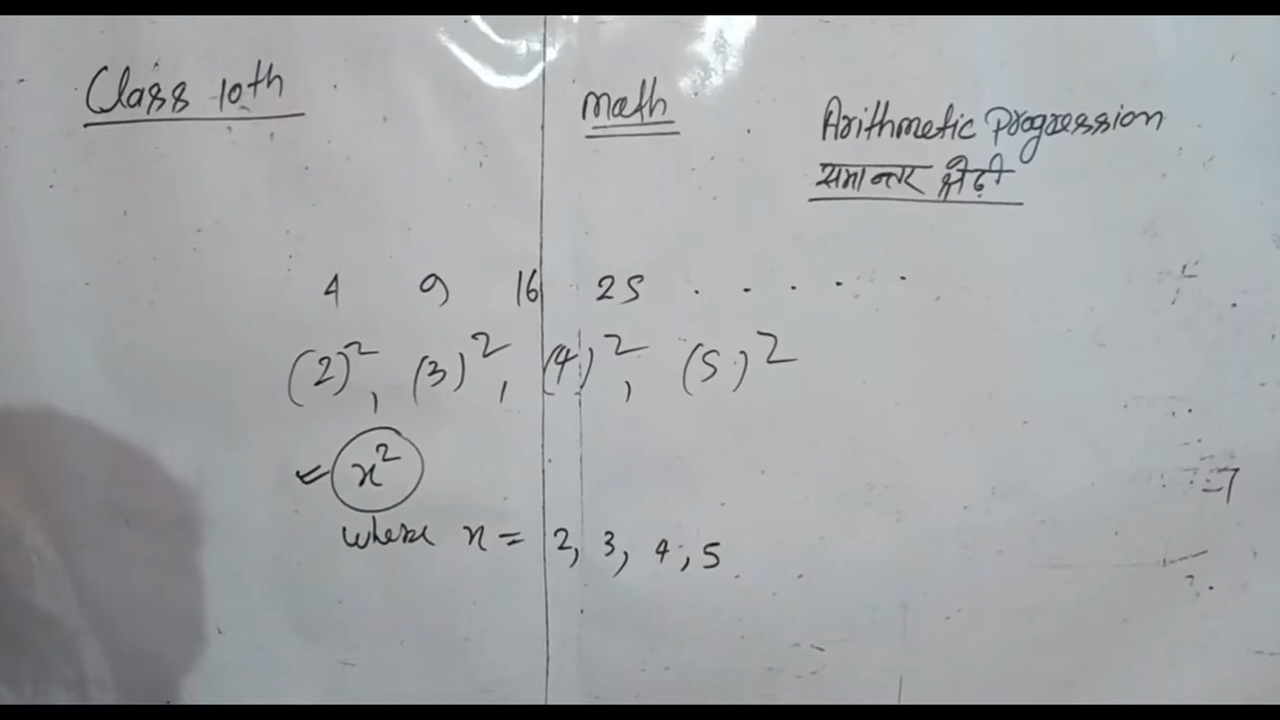 Class 10th
math
Arithmetic Progression
समान्तर श्रेढ़ी
4 9 16 25 . . . . .
(2)², (3)², (4)², (5)²
= x²
where x = 2, 3, 4, 5